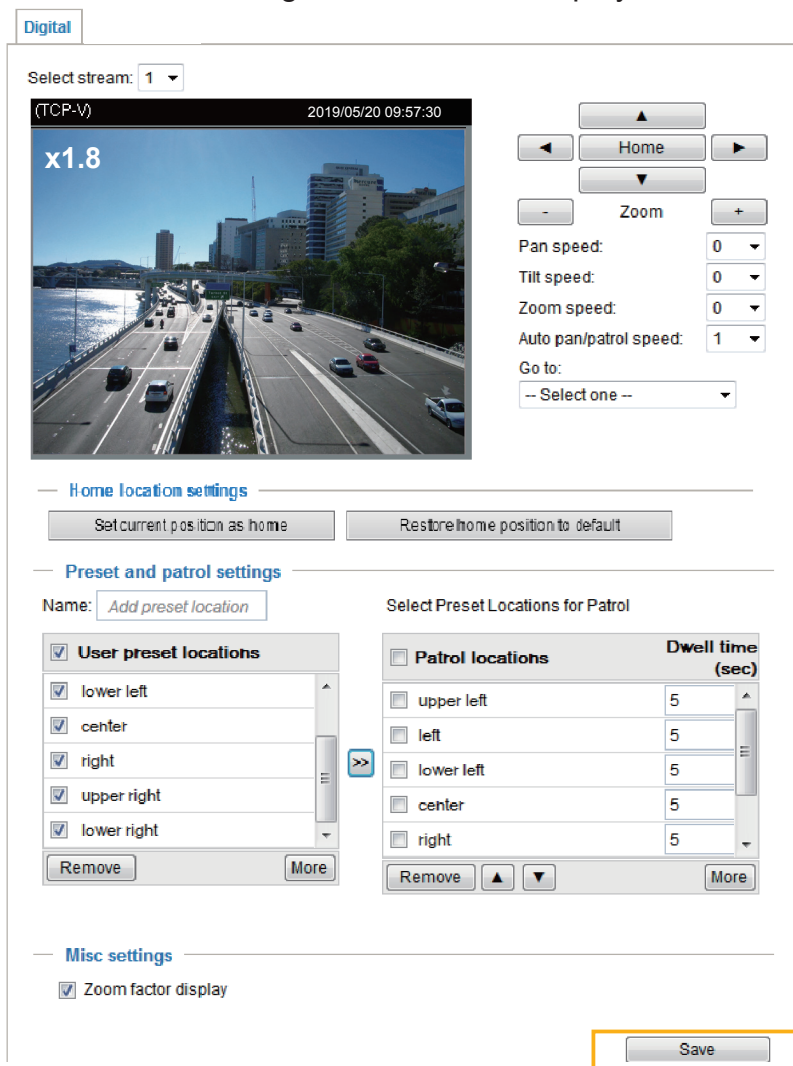 Digital
Select stream: 1
(TCP-V) 2019/05/20 09:57:30
x1.8
Home
- Zoom +
Pan speed: 0
Tilt speed: 0
Zoom speed: 0
Auto pan/patrol speed: 1
Go to:
-- Select one --
Home location settings
Set current position as home Restore home position to default
Preset and patrol settings
Name: Add preset location Select Preset Locations for Patrol
User preset locations
lower left
center
right
upper right
lower right
Remove More
>>
Patrol locations Dwell time (sec)
upper left 5
left 5
lower left 5
center 5
right 5
Remove More
Misc settings
Zoom factor display
Save